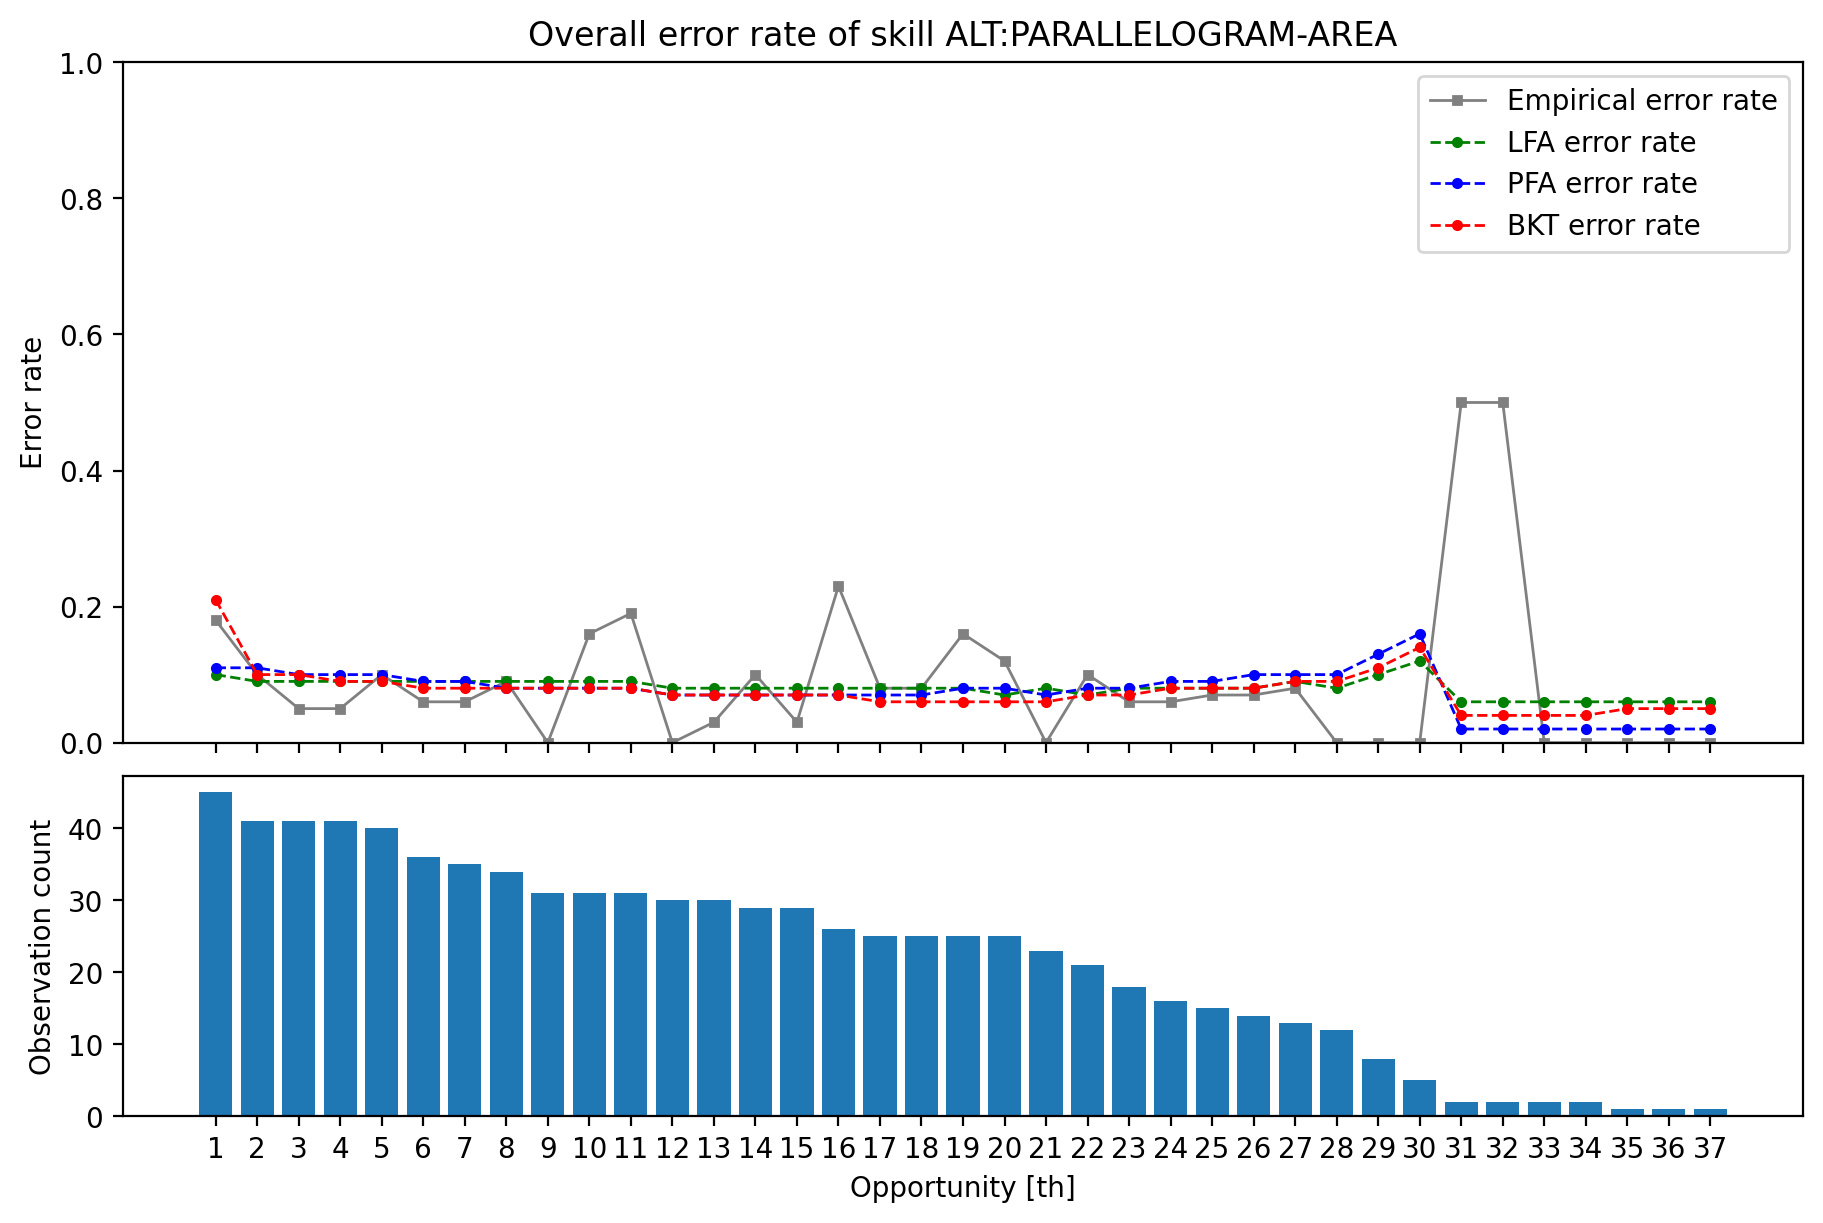 Overall error rate of skill ALT:PARALLELOGRAM-AREA
1.0
0.8
0.6
0.4
0.2
0.0
Error rate
Empirical error rate
LFA error rate
PFA error rate
BKT error rate
40
30
20
10
0
Observation count
1 2 3 4 5 6 7 8 9 10 11 12 13 14 15 16 17 18 19 20 21 22 23 24 25 26 27 28 29 30 31 32 33 34 35 36 37
Opportunity [th]